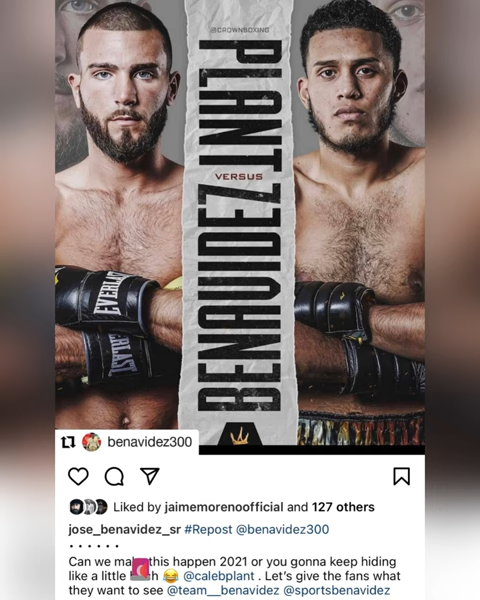 @CROWNBOXING
PLANT
VERSUS
BENAVIDEZ
EVERLAST
EVERLAST
benavidez300
Liked by jaimemorenoofficial and 127 others
jose_benavidez_sr #Repost @benavidez300
• • • • • •
Can we make this happen 2021 or you gonna keep hiding
like a little th 😂 @calebplant . Let's give the fans what
they want to see @team__benavidez @sportsbenavidez